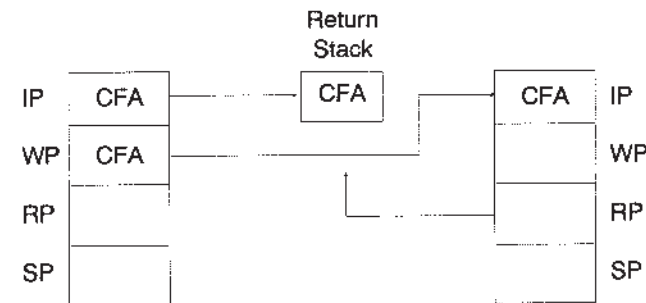 Return
Stack
IP CFA CFA CFA IP
WP CFA WP
RP RP
SP SP